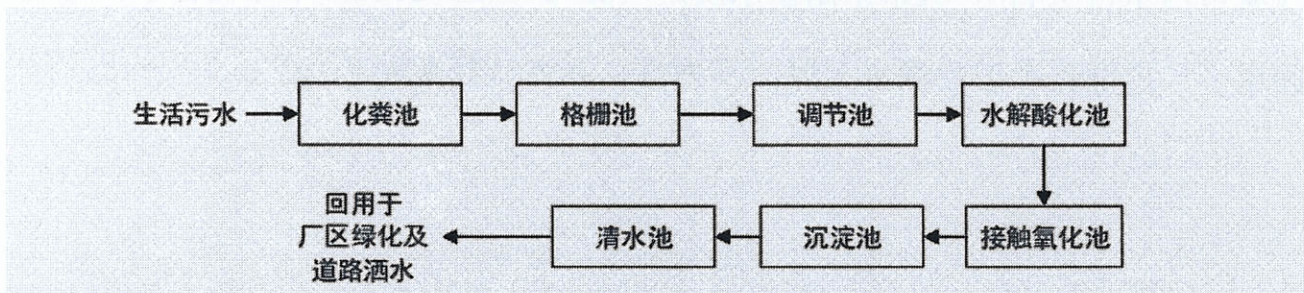 生活污水
化粪池
格栅池
调节池
水解酸化池
接触氧化池
沉淀池
清水池
回用于
厂区绿化及
道路洒水